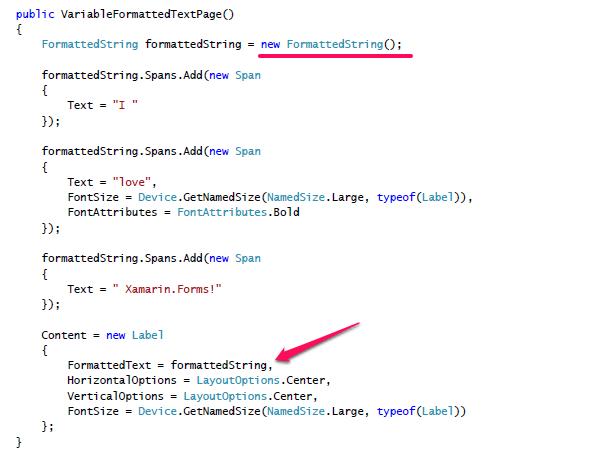 public VariableFormattedTextPage()
{
    FormattedString formattedString = new FormattedString();

    formattedString.Spans.Add(new Span
    {
        Text = "I "
    });

    formattedString.Spans.Add(new Span
    {
        Text = "love",
        FontSize = Device.GetNamedSize(NamedSize.Large, typeof(Label)),
        FontAttributes = FontAttributes.Bold
    });

    formattedString.Spans.Add(new Span
    {
        Text = " Xamarin.Forms!"
    });

    Content = new Label
    {
        FormattedText = formattedString,
        HorizontalOptions = LayoutOptions.Center,
        VerticalOptions = LayoutOptions.Center,
        FontSize = Device.GetNamedSize(NamedSize.Large, typeof(Label))
    };
}